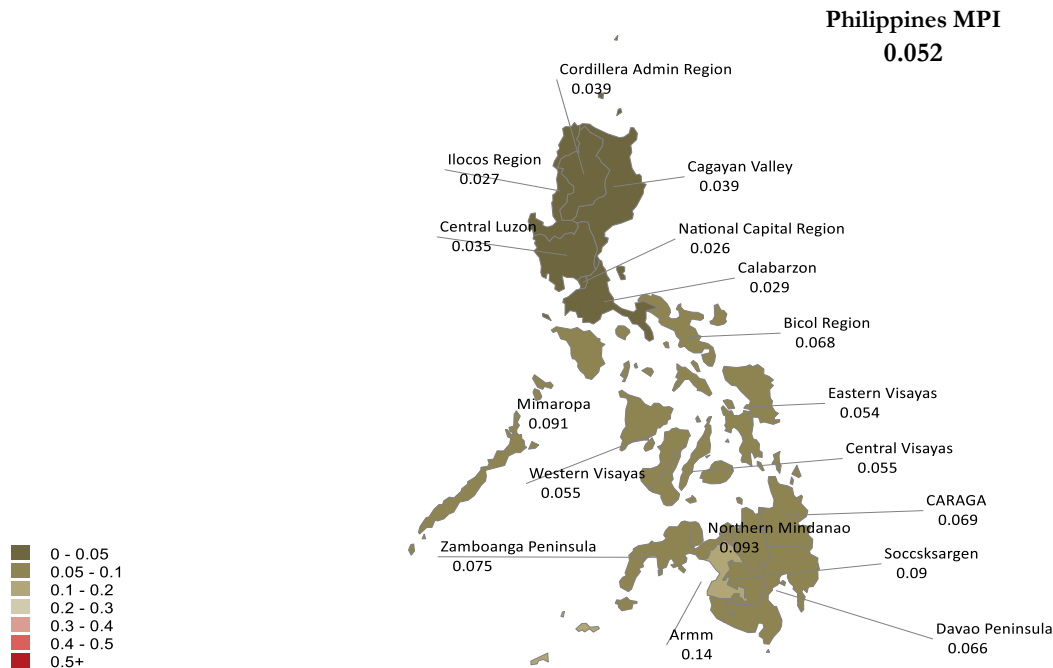 Philippines MPI
0.052
Cordillera Admin Region
0.039
Ilocos Region
0.027
Cagayan Valley
0.039
Central Luzon
0.035
National Capital Region
0.026
Calabarzon
0.029
Bicol Region
0.068
Mimaropa
0.091
Eastern Visayas
0.054
Western Visayas
0.055
Central Visayas
0.055
CARAGA
0.069
Northern Mindanao
0.093
Zamboanga Peninsula
0.075
Soccsksargen
0.09
Armm
0.14
Davao Peninsula
0.066
0 - 0.05
0.05 - 0.1
0.1 - 0.2
0.2 - 0.3
0.3 - 0.4
0.4 - 0.5
0.5+